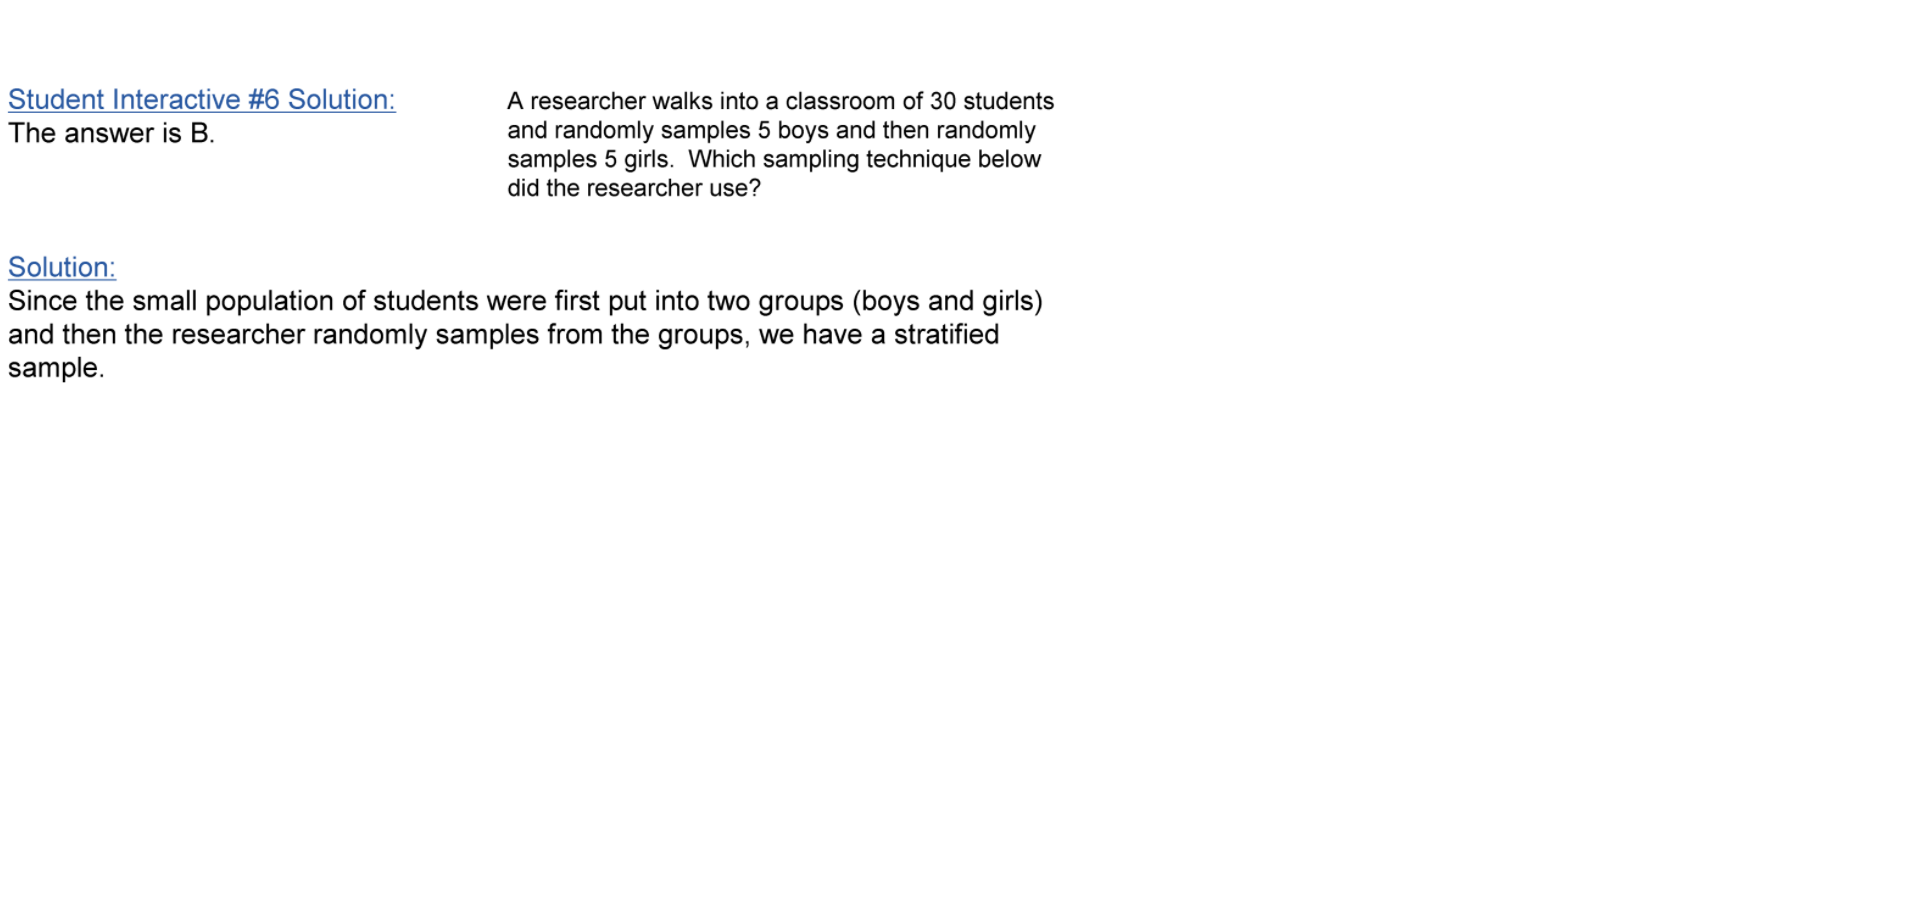 Student Interactive #6 Solution:
The answer is B.
A researcher walks into a classroom of 30 students
and randomly samples 5 boys and then randomly
samples 5 girls.  Which sampling technique below
did the researcher use?
Solution:
Since the small population of students were first put into two groups (boys and girls)
and then the researcher randomly samples from the groups, we have a stratified
sample.